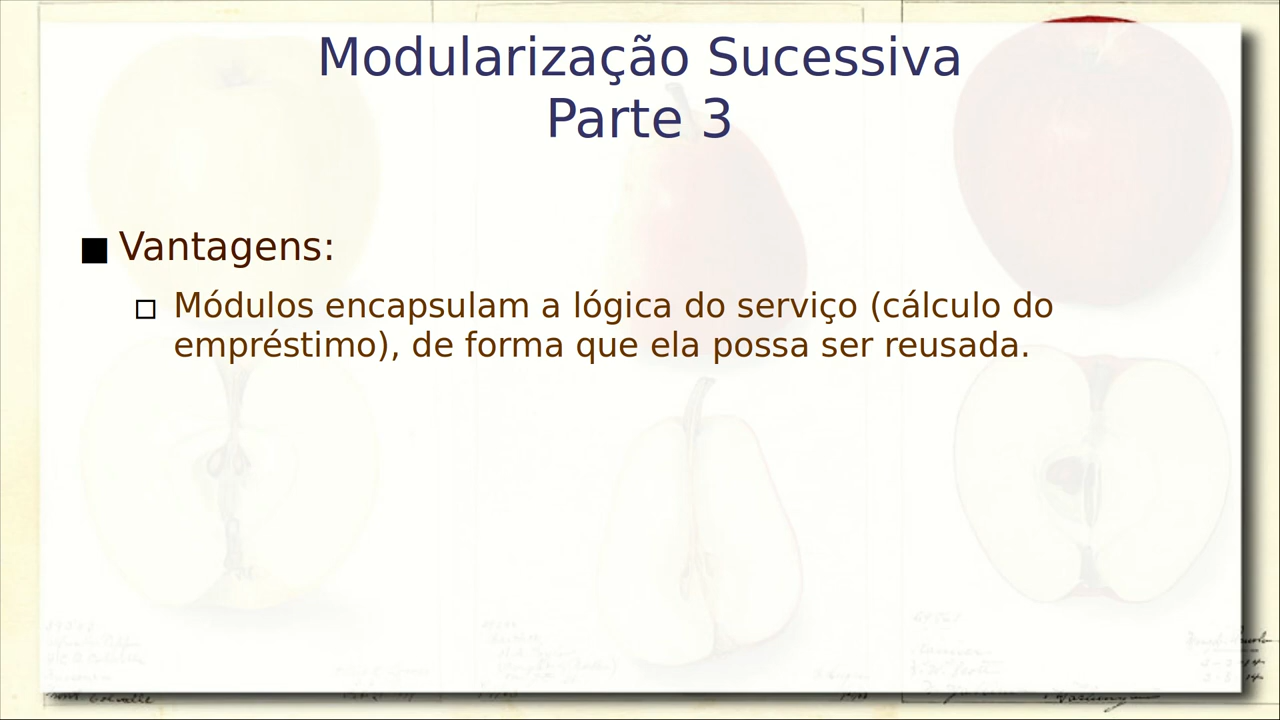 Modularização Sucessiva
Parte 3
Vantagens:
Módulos encapsulam a lógica do serviço (cálculo do
empréstimo), de forma que ela possa ser reusada.